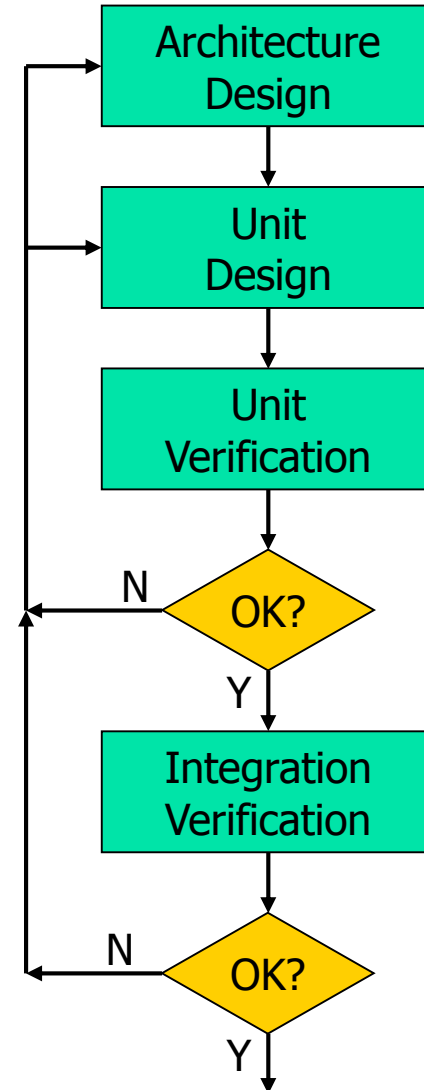 Architecture
Design
Unit
Design
Unit
Verification
N
OK?
Y
Integration
Verification
N
OK?
Y